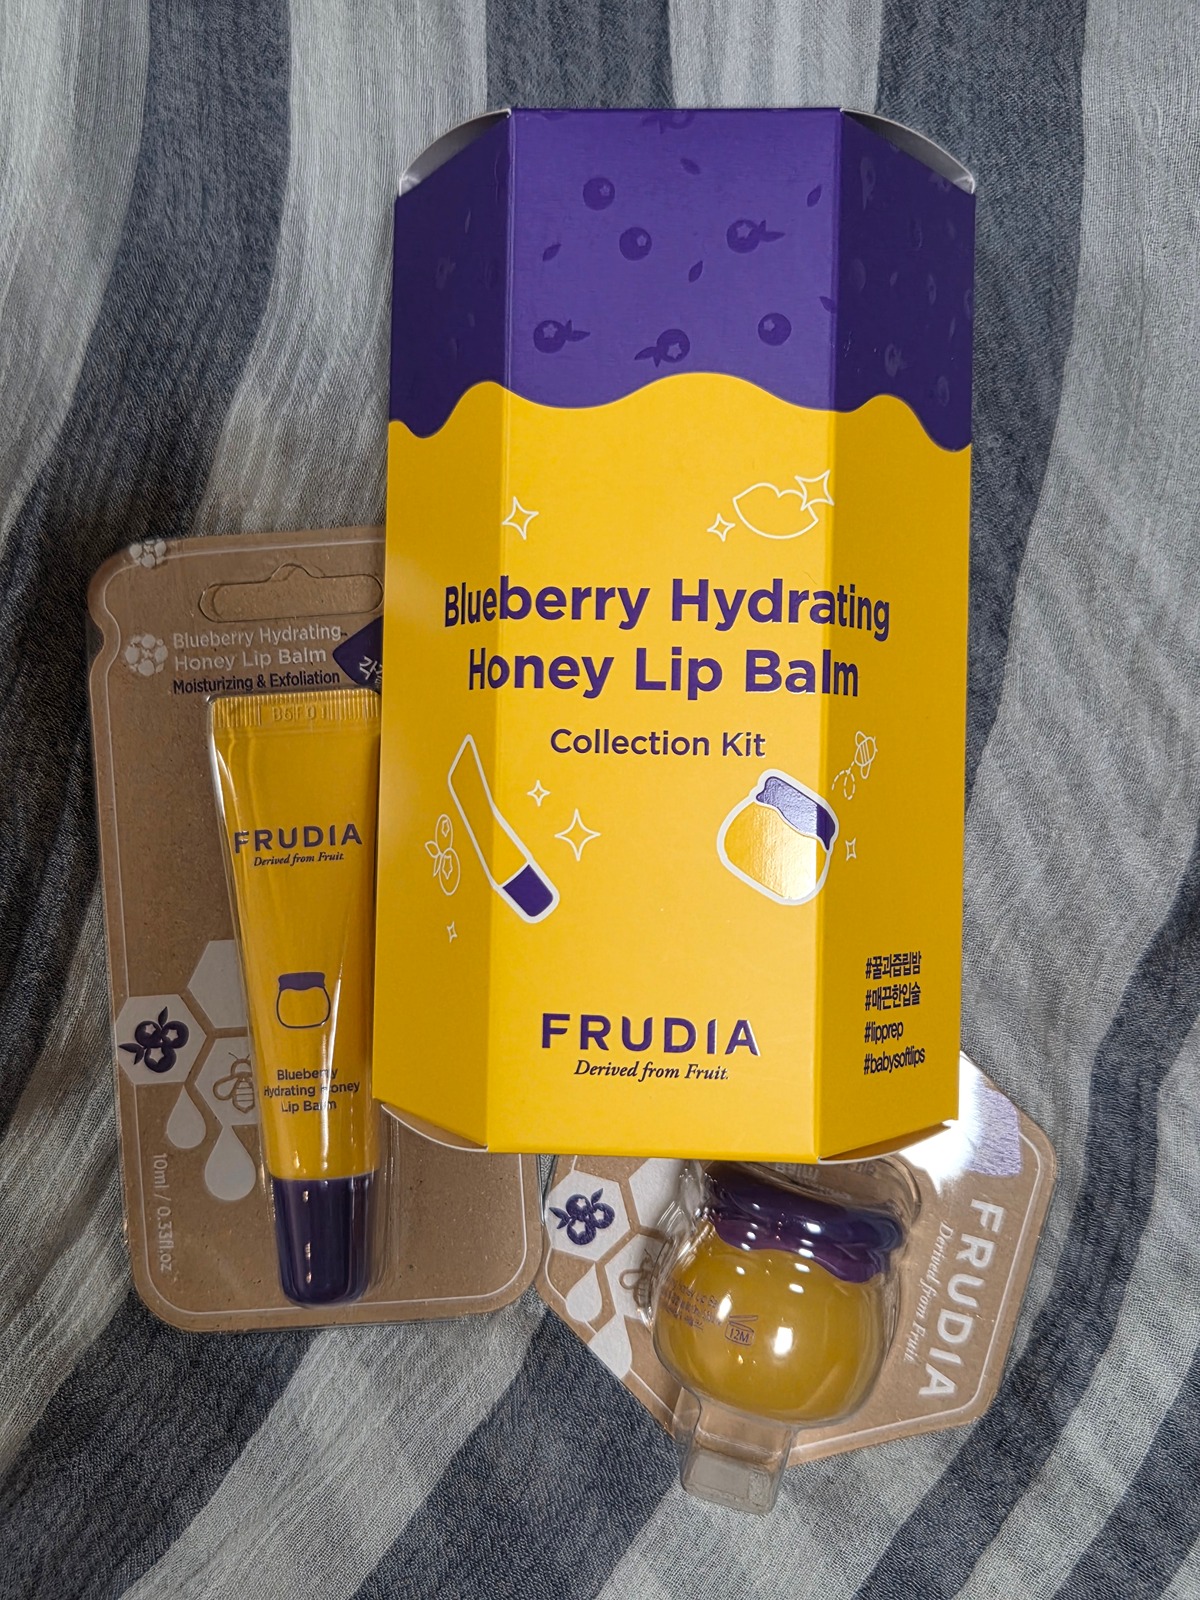 Blueberry Hydrating
Honey Lip Balm
Collection Kit
#꿀과즙립밤
#매끈한입술
#lipprep
#babysoftlips
FRUDIA
Derived from Fruit.
Blueberry Hydrating
Honey Lip Balm
Moisturizing & Exfoliation
FRUDIA
Derived from Fruit.
Blueberry
Hydrating Honey
Lip Balm
10ml / 0.33fl.oz
12M
FRUDIA
Derived from Fruit